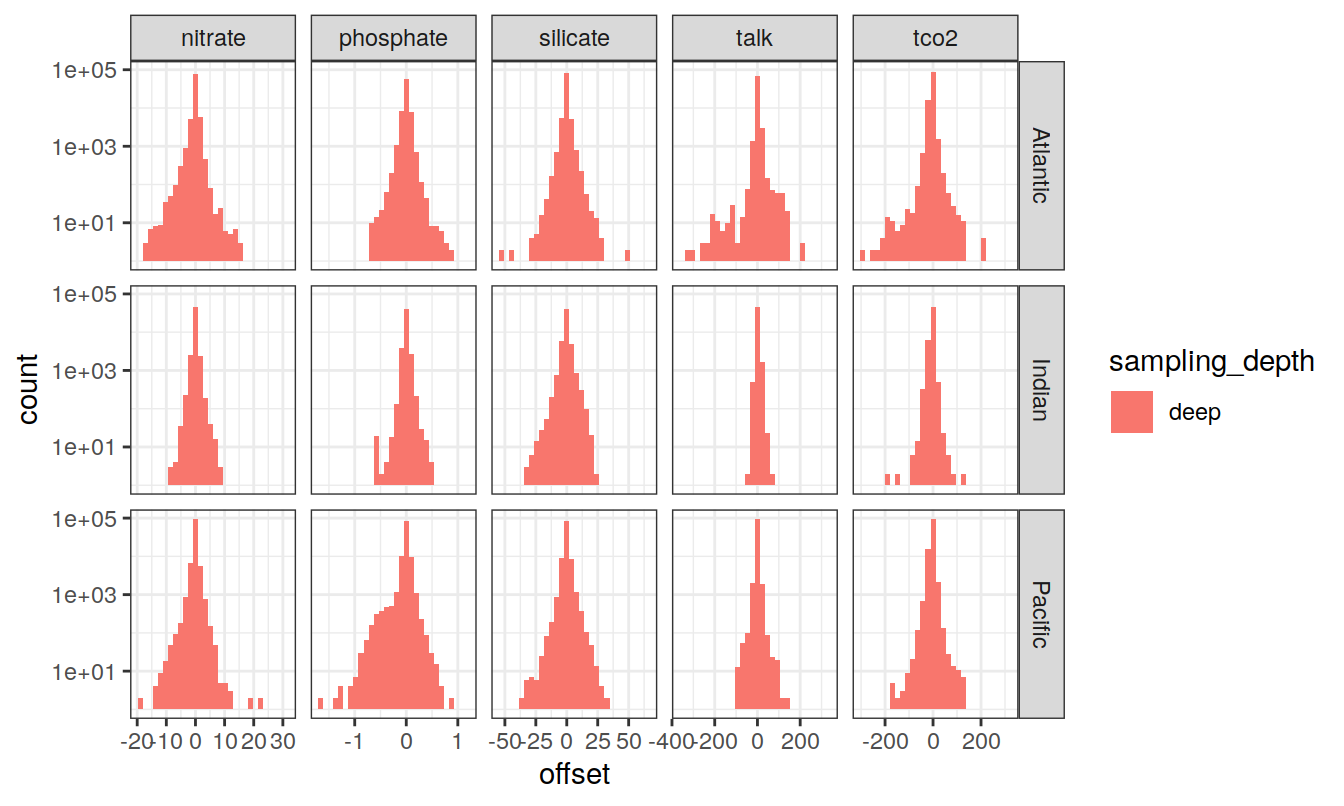 nitrate phosphate silicate talk tco2
1e+05
1e+03
1e+01
Atlantic
1e+05
1e+03
1e+01
Indian
1e+05
1e+03
1e+01
Pacific
count
-20 -10 0 10 20 30 -1 0 1 -50 -25 0 25 50 -400 -200 0 200 -200 0 200
offset
sampling_depth
deep